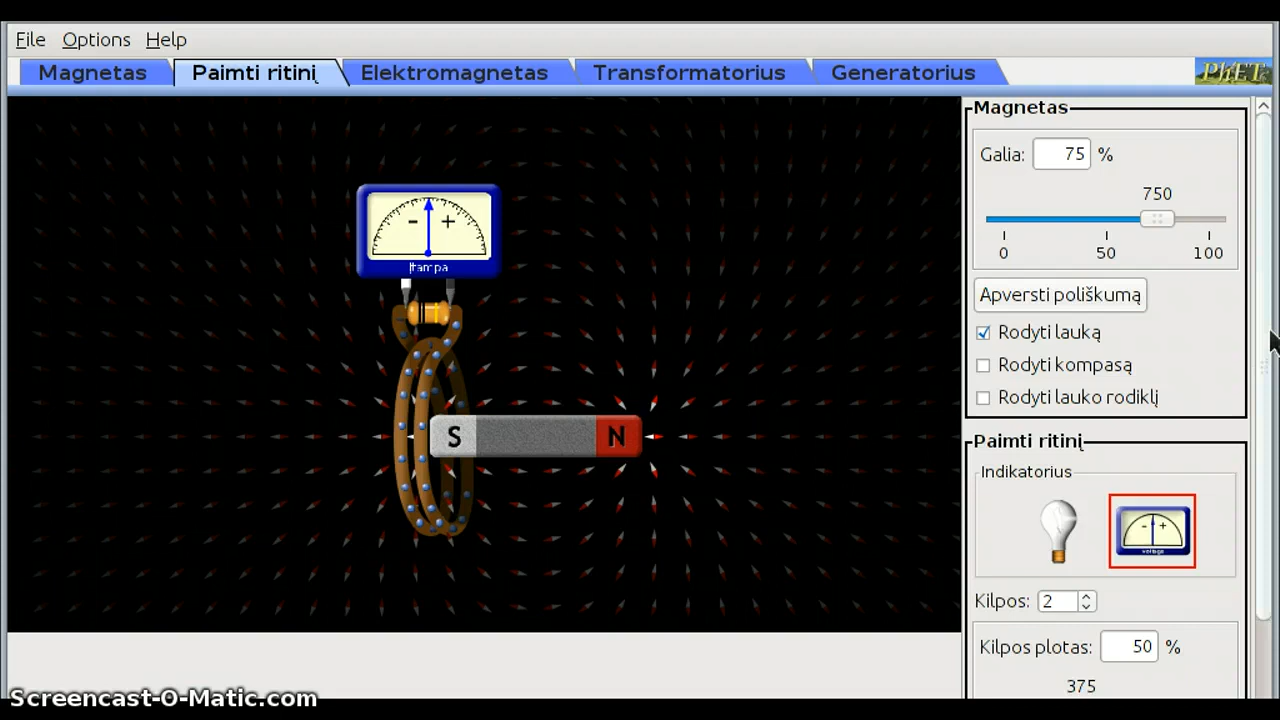 File Options Help
Magnetas Paimti ritinį Elektromagnetas Transformatorius Generatorius PhET
Magnetas
Galia: 75 %
750
0 50 100
Apversti poliškumą
Rodyti lauką
Rodyti kompasą
Rodyti lauko rodiklį
- +
Įtampa
S N
Paimti ritinį
Indikatorius
- +
voltage
Kilpos: 2
Kilpos plotas: 50 %
375
Screencast-O-Matic.com